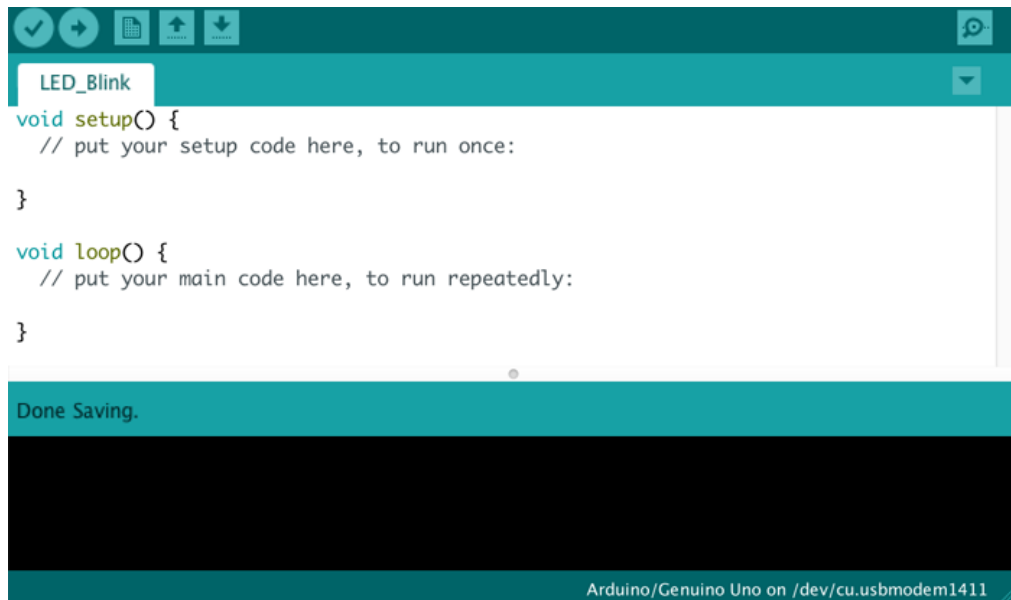 LED_Blink
void setup() {
  // put your setup code here, to run once:
}
void loop() {
  // put your main code here, to run repeatedly:
}
Done Saving.
Arduino/Genuino Uno on /dev/cu.usbmodem1411